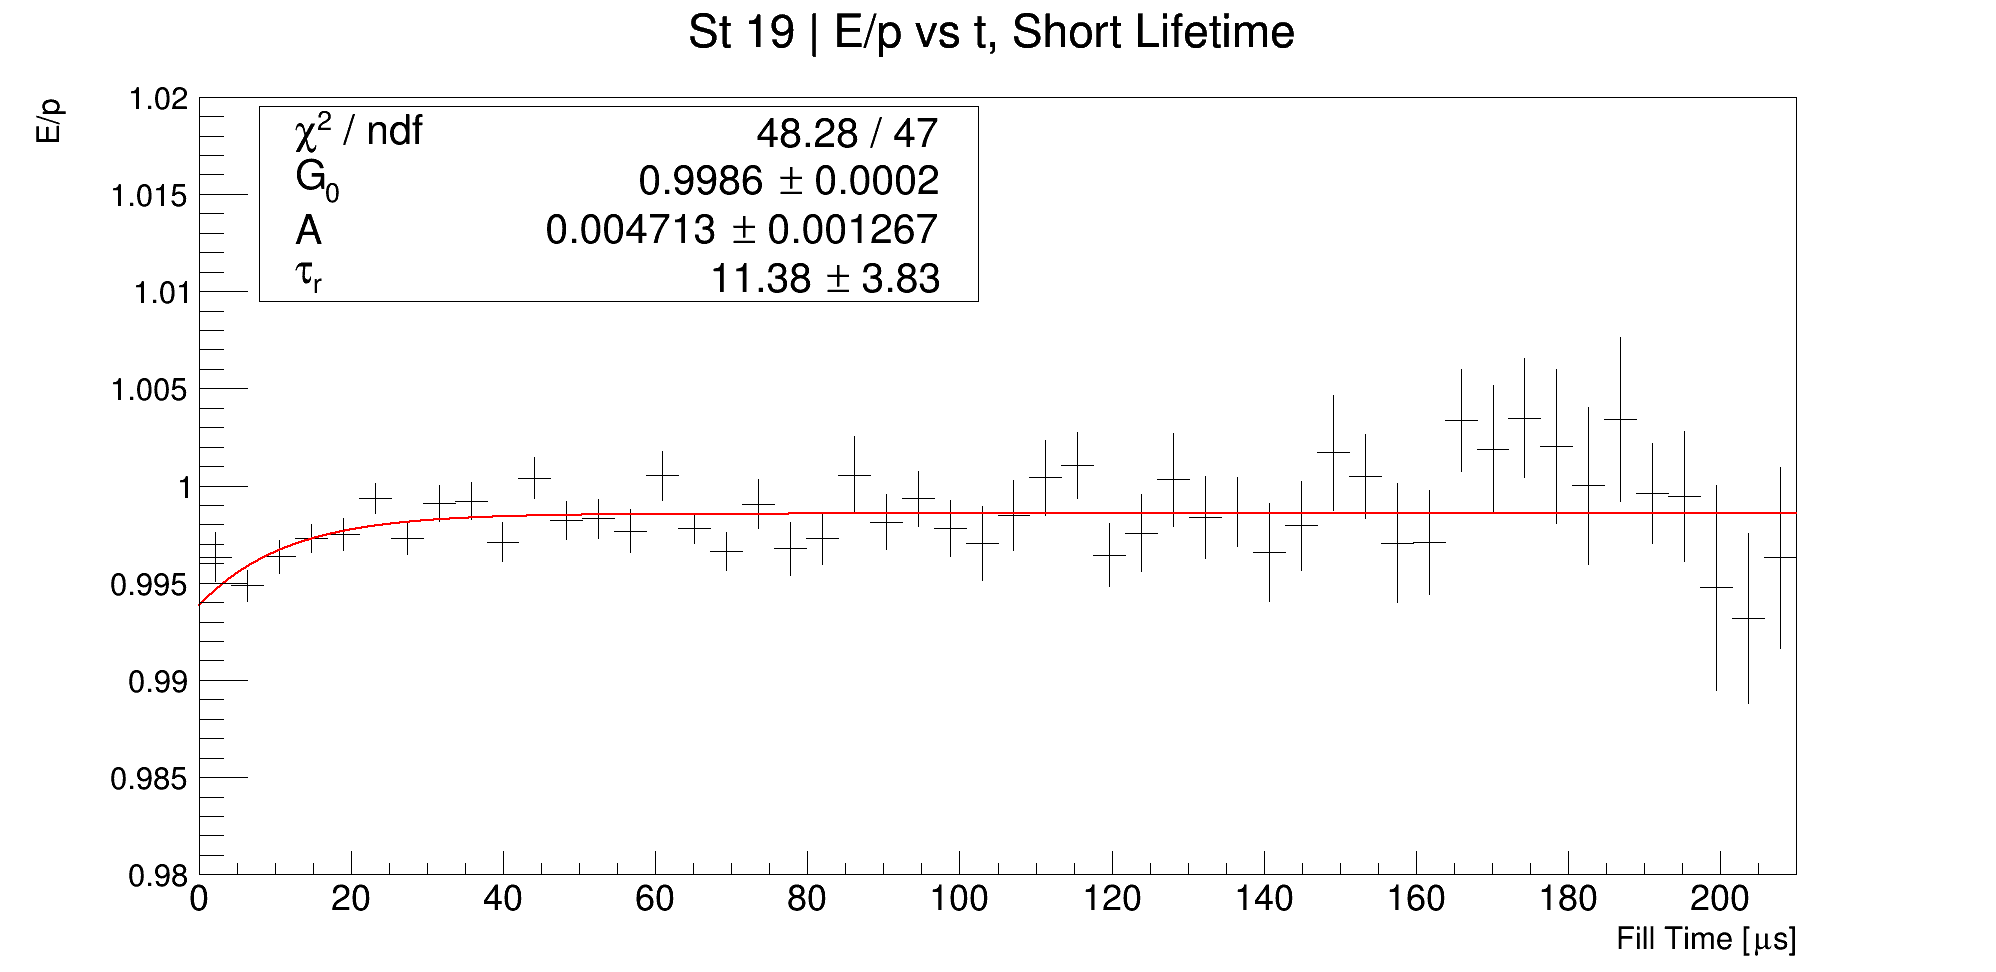 St 19 | E/p vs t, Short Lifetime
E/p
χ² / ndf 48.28 / 47
G₀ 0.9986 ± 0.0002
A 0.004713 ± 0.001267
τᵣ 11.38 ± 3.83
1.02
1.015
1.01
1.005
1
0.995
0.99
0.985
0.98
0 20 40 60 80 100 120 140 160 180 200
Fill Time [μs]